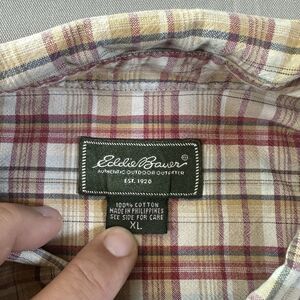 Eddie Bauer®
AUTHENTIC OUTDOOR OUTFITTER
EST. 1920
100% COTTON
MADE IN PHILIPPINES
SEE SIDE FOR CARE
XL